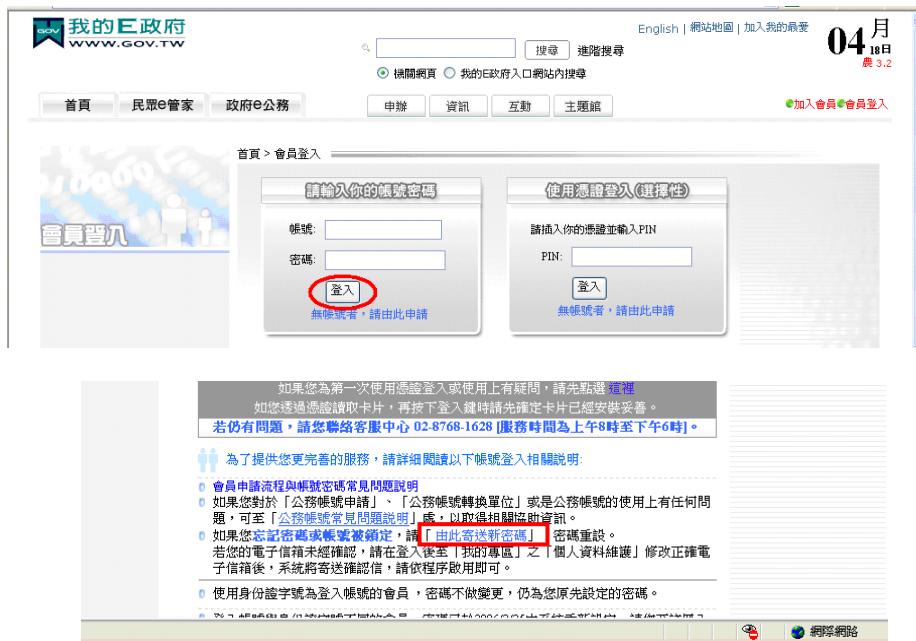 我的E政府
WWW.GOV.TW
GOV
English | 網站地圖 | 加入我的最愛
04 月
18日
農 3.2
搜尋 進階搜尋
機關網頁 我的E政府入口網站內搜尋
首頁 民眾e管家 政府e公務 申辦 資訊 互動 主題館 加入會員 會員登入
首頁 > 會員登入
會員登入
請輸入你的帳號密碼
帳號:
密碼:
登入
無帳號者,請由此申請
使用憑證登入(選擇性)
請插入你的憑證並輸入PIN
PIN:
登入
無帳號者,請由此申請
如果您為第一次使用憑證登入或使用上有疑問,請先點選 這裡
如您透過憑證讀取卡片,再按下登入鍵時請先確定卡片已經安裝妥善。
若仍有問題,請您聯絡客服中心 02-8768-1628 [服務時間為上午8時至下午6時]。
為了提供您更完善的服務,請詳細閱讀以下帳號登入相關說明:
會員申請流程與帳號密碼常見問題說明
如果您對於「公務帳號申請」、「公務帳號轉換單位」或是公務帳號的使用上有任何問
題,可至「公務帳號常見問題說明」處,以取得相關協助資訊。
如果您忘記密碼或帳號被鎖定,請「由此寄送新密碼」密碼重設。
若您的電子信箱未經確認,請在登入後至「我的專區」之「個人資料維護」修改正確電
子信箱後,系統將寄送確認信,請依程序啟用即可。
使用身份證字號為登入帳號的會員,密碼不做變更,仍為您原先設定的密碼。
網際網路